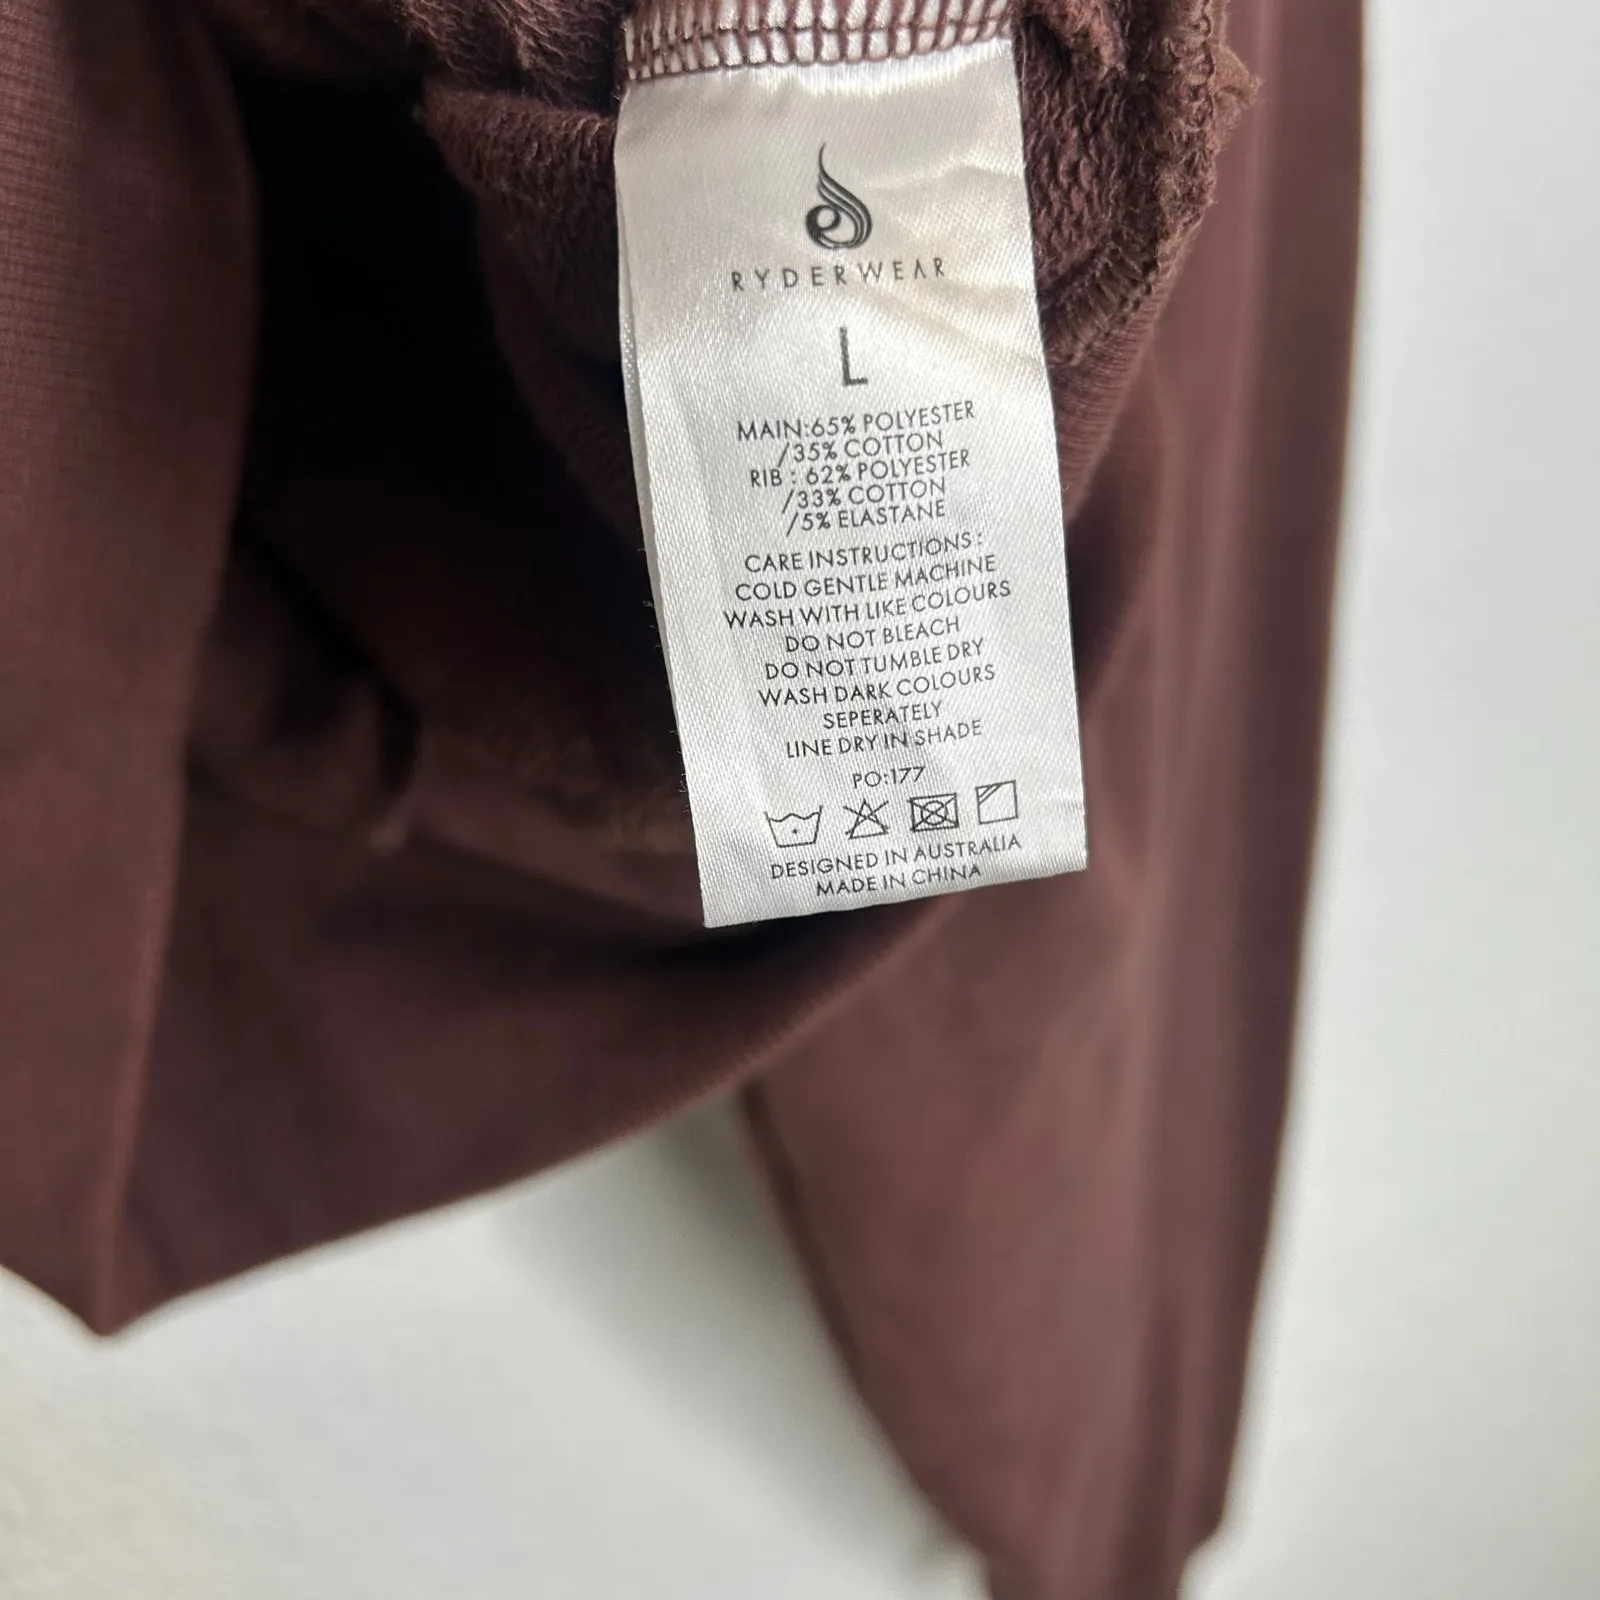 RYDERWEAR
L
MAIN:65% POLYESTER
/35% COTTON
RIB : 62% POLYESTER
/33% COTTON
/5% ELASTANE
CARE INSTRUCTIONS :
COLD GENTLE MACHINE
WASH WITH LIKE COLOURS
DO NOT BLEACH
DO NOT TUMBLE DRY
WASH DARK COLOURS
SEPERATELY
LINE DRY IN SHADE
PO:177
DESIGNED IN AUSTRALIA
MADE IN CHINA